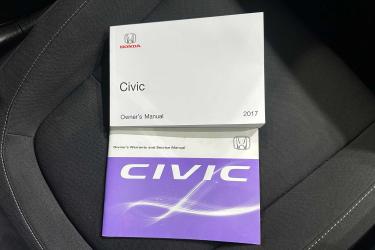 HONDA
Civic
Owner's Manual 2017
Owner's Warranty and Service Manual
CIVIC